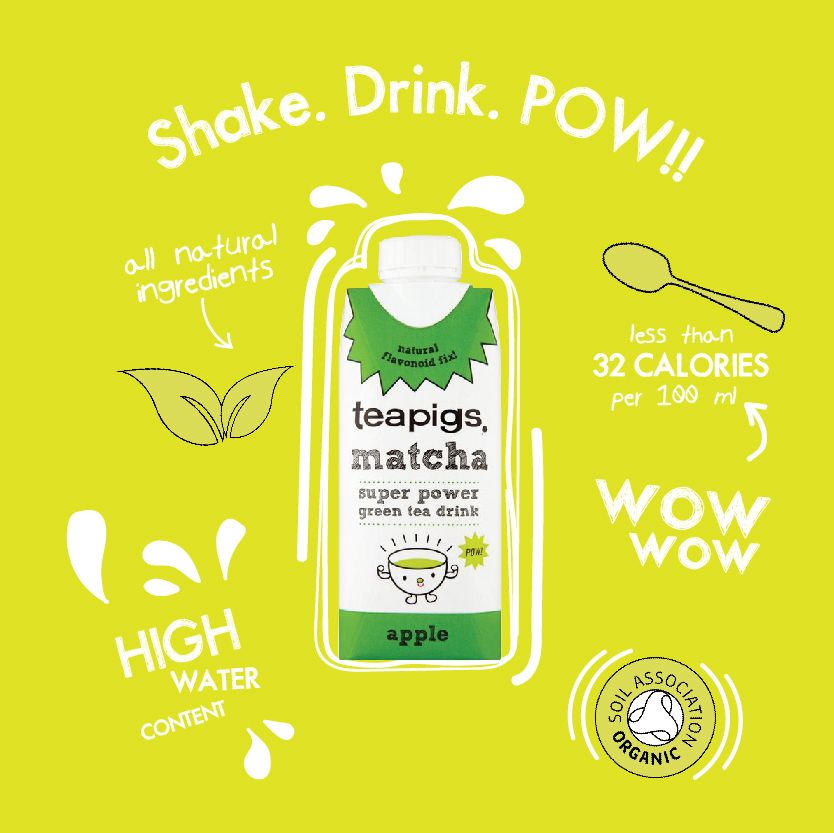 Shake. Drink. POW!!
all natural
ingredients
less than
32 CALORIES
per 100 ml
WOW
WOW
natural
flavonoid fix!
teapigs.
matcha
super power
green tea drink
POW!
apple
HIGH
WATER
CONTENT
SOIL ASSOCIATION
ORGANIC